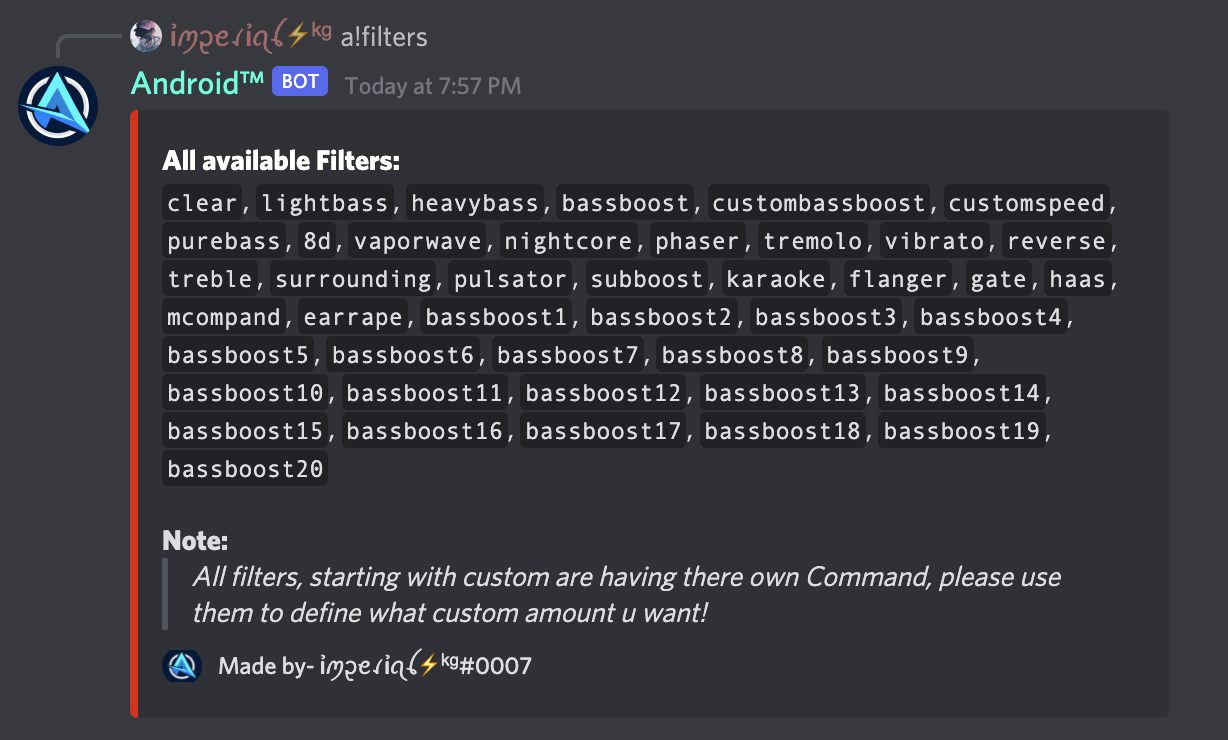 a!filters
Android™ BOT Today at 7:57 PM
All available Filters:
clear, lightbass, heavybass, bassboost, custombassboost, customspeed,
purebass, 8d, vaporwave, nightcore, phaser, tremolo, vibrato, reverse,
treble, surrounding, pulsator, subboost, karaoke, flanger, gate, haas,
mcompand, earrape, bassboost1, bassboost2, bassboost3, bassboost4,
bassboost5, bassboost6, bassboost7, bassboost8, bassboost9,
bassboost10, bassboost11, bassboost12, bassboost13, bassboost14,
bassboost15, bassboost16, bassboost17, bassboost18, bassboost19,
bassboost20
Note:
All filters, starting with custom are having there own Command, please use
them to define what custom amount u want!
Made by- ⚡ᵏᵍ#0007